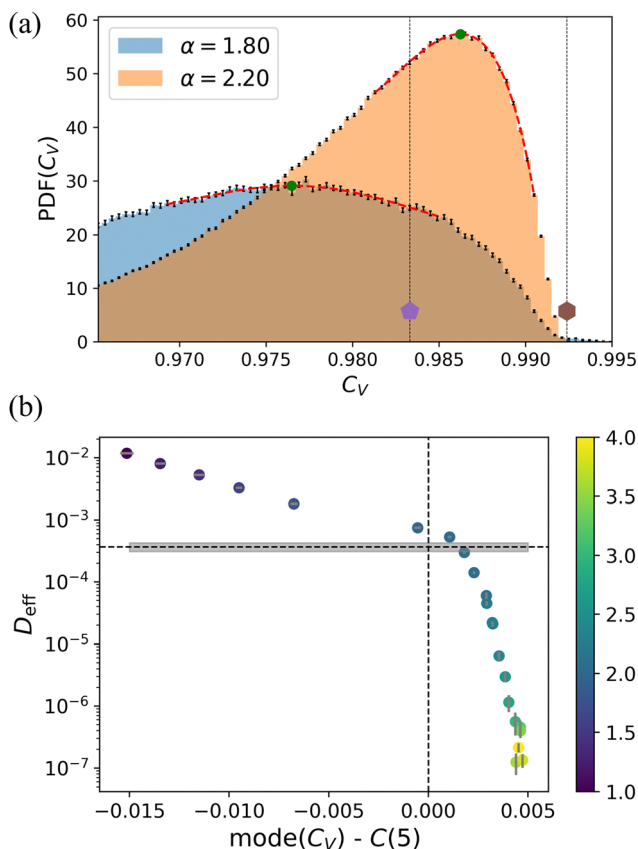 (a)
60
50
40
30
20
10
0
PDF(C_V)
α = 1.80
α = 2.20
0.970 0.975 0.980 0.985 0.990 0.995
C_V
(b)
10⁻²
10⁻³
10⁻⁴
10⁻⁵
10⁻⁶
10⁻⁷
D_eff
−0.015 −0.010 −0.005 0.000 0.005
mode(C_V) - C(5)
4.0
3.5
3.0
2.5
2.0
1.5
1.0